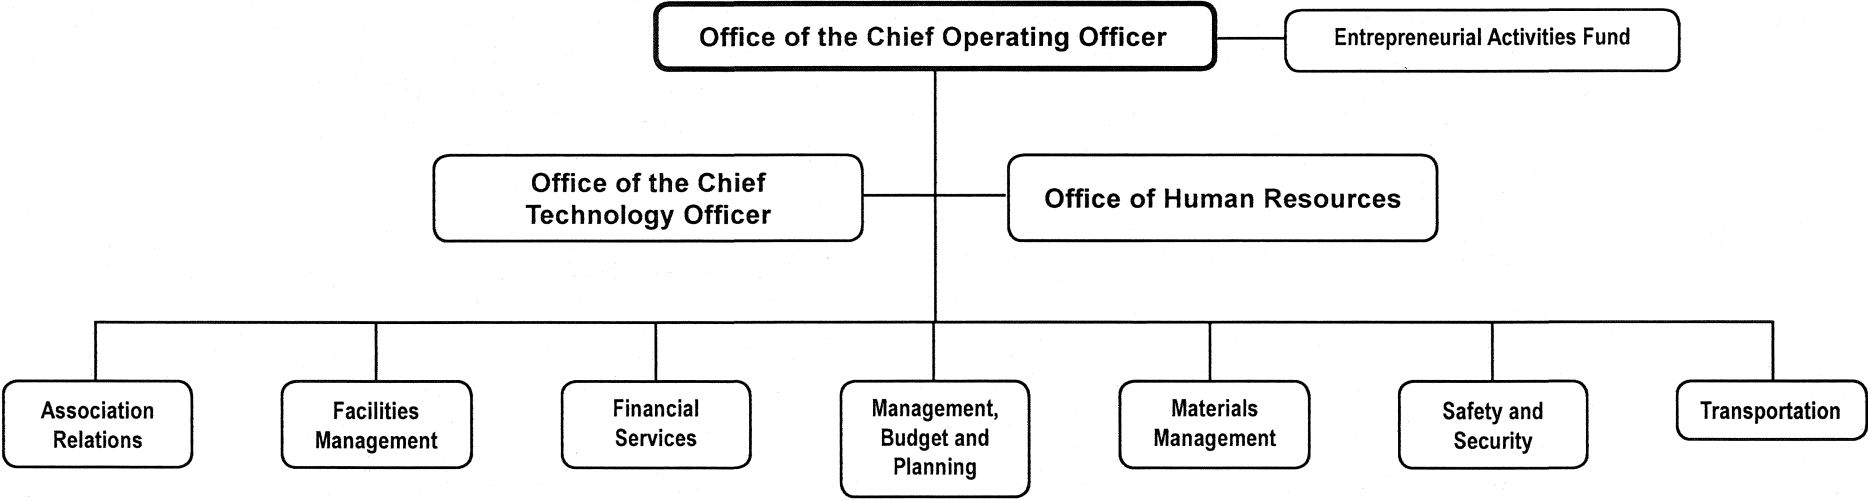 Office of the Chief Operating Officer
Entrepreneurial Activities Fund
Office of the Chief
Technology Officer
Office of Human Resources
Association
Relations
Facilities
Management
Financial
Services
Management,
Budget and
Planning
Materials
Management
Safety and
Security
Transportation